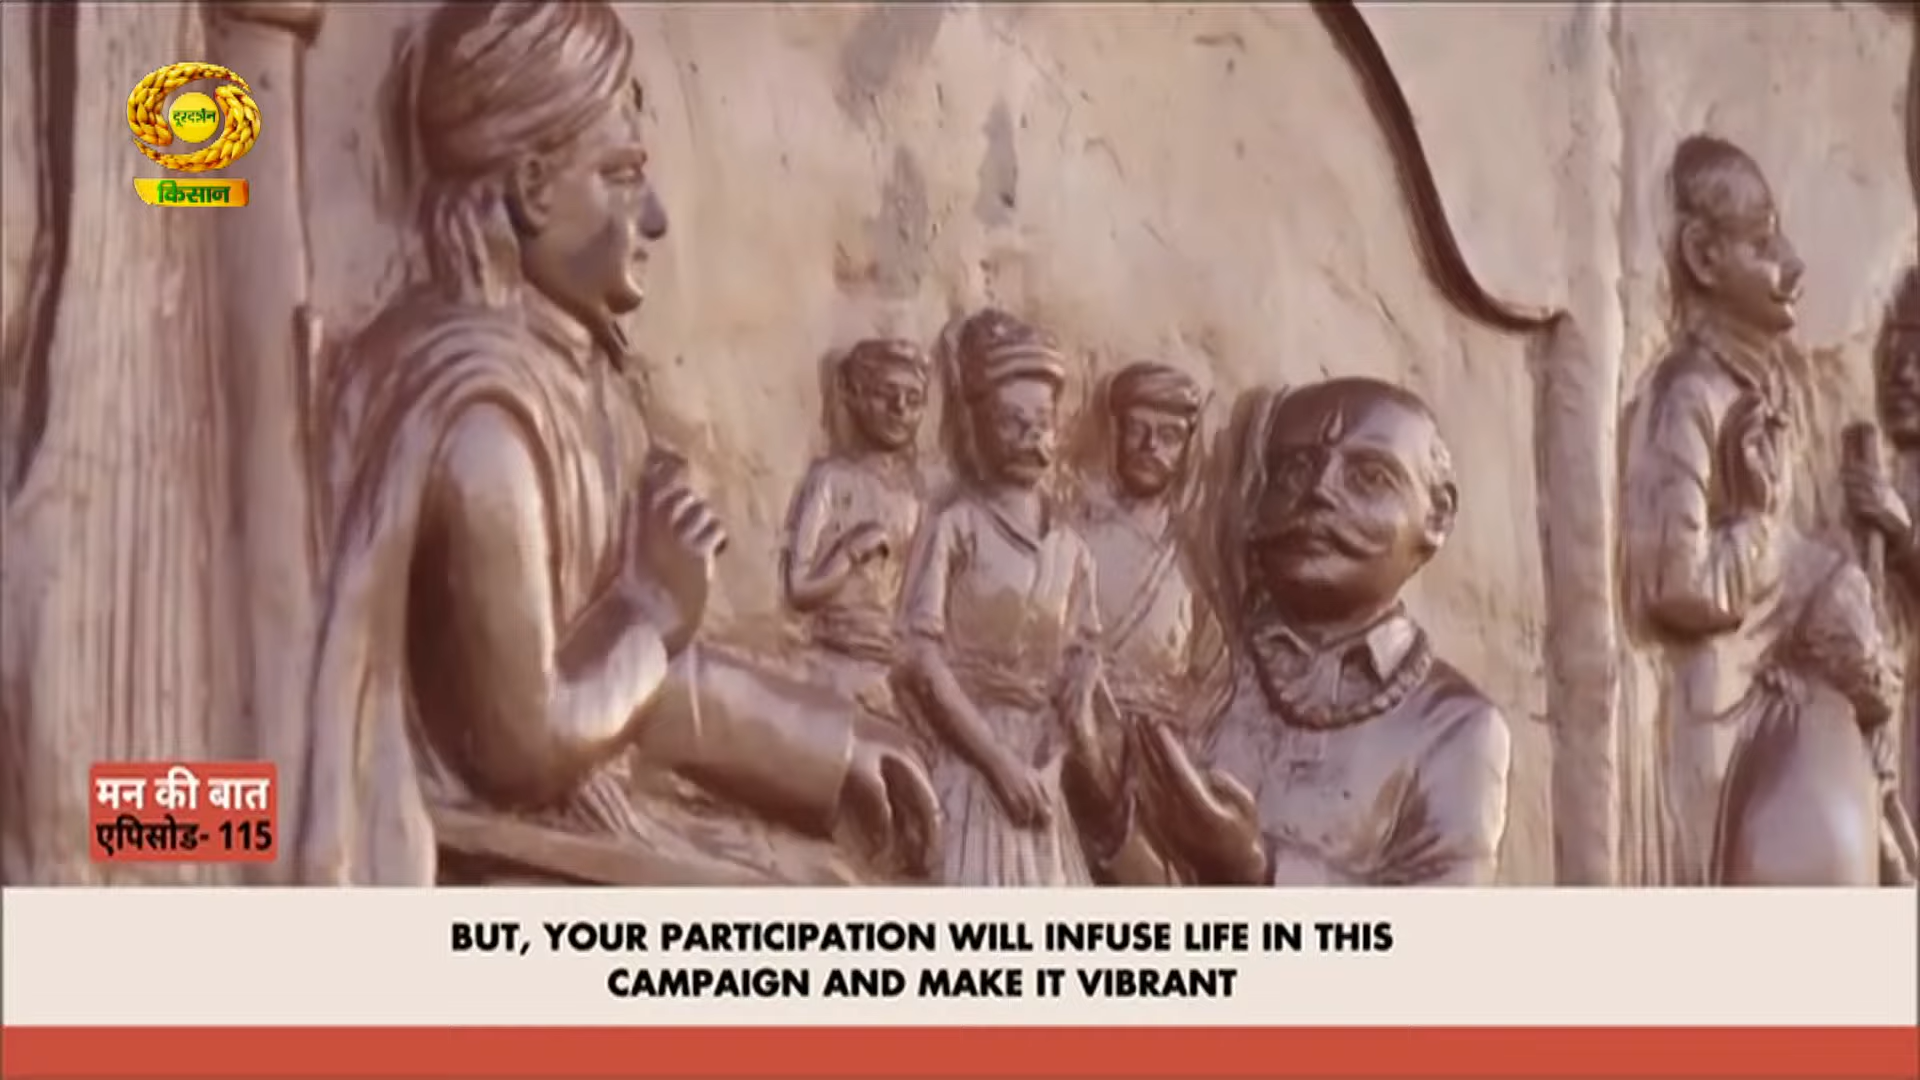 दूरदर्शन
किसान
मन की बात
एपिसोड- 115
BUT, YOUR PARTICIPATION WILL INFUSE LIFE IN THIS
CAMPAIGN AND MAKE IT VIBRANT